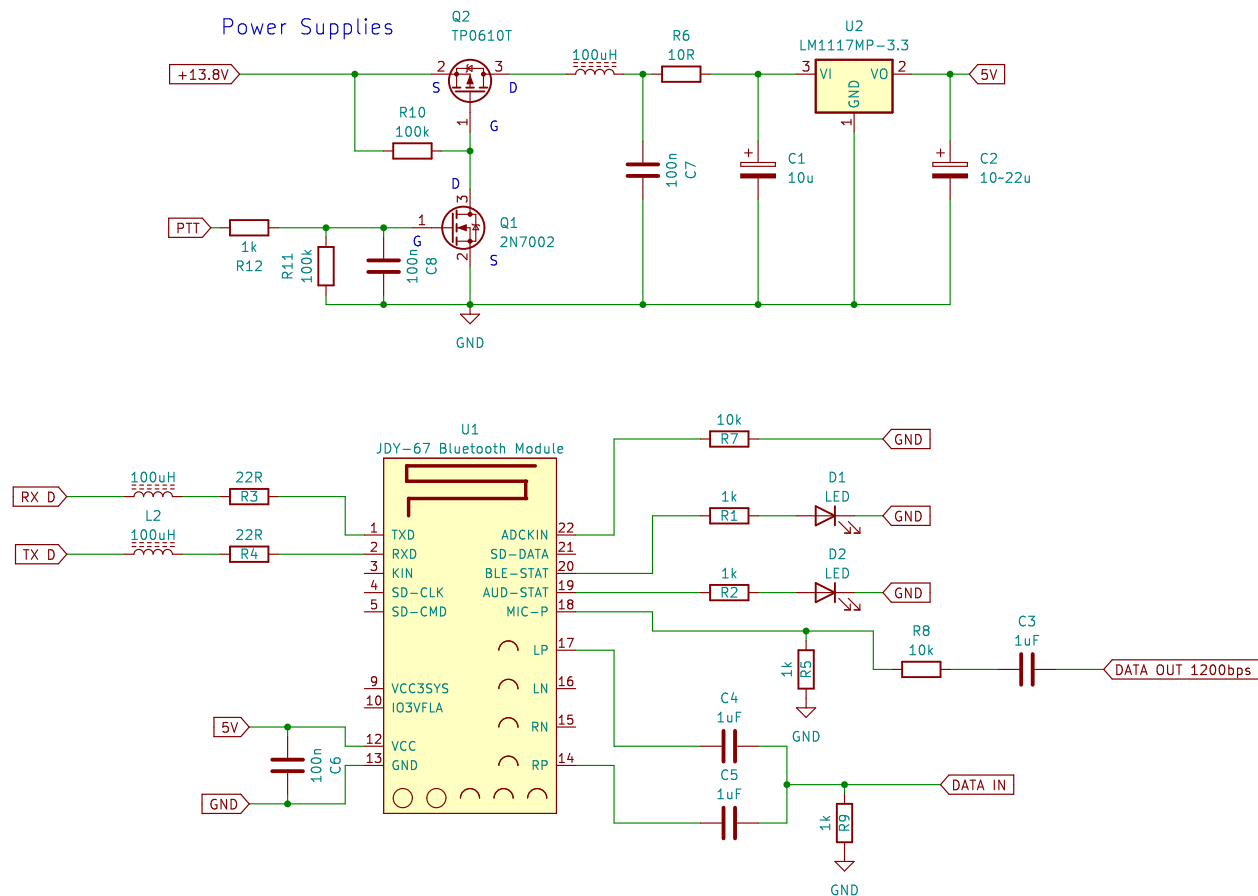 Power Supplies
Q2
TP0610T
+13.8V
2
3
S
D
1
G
R10
100k
100uH
R6
10R
U2
LM1117MP-3.3
3
VI
VO
2
GND
1
5V
100n
C7
C1
10u
C2
10~22u
+
+
PTT
1k
R12
R11
100k
100n
C8
D
3
1
G
Q1
2N7002
2
S
GND
U1
JDY-67 Bluetooth Module
RX D
100uH
22R
R3
L2
TX D
100uH
22R
R4
1
TXD
2
RXD
3
KIN
4
SD-CLK
5
SD-CMD
9
VCC3SYS
10
IO3VFLA
12
VCC
13
GND
ADCKIN
22
SD-DATA
21
BLE-STAT
20
AUD-STAT
19
MIC-P
18
LP
17
LN
16
RN
15
RP
14
5V
100n
C6
GND
10k
R7
GND
1k
R1
D1
LED
GND
1k
R2
D2
LED
GND
1k
R5
GND
R8
10k
C3
1uF
DATA OUT 1200bps
C4
1uF
C5
1uF
DATA IN
1k
R9
GND